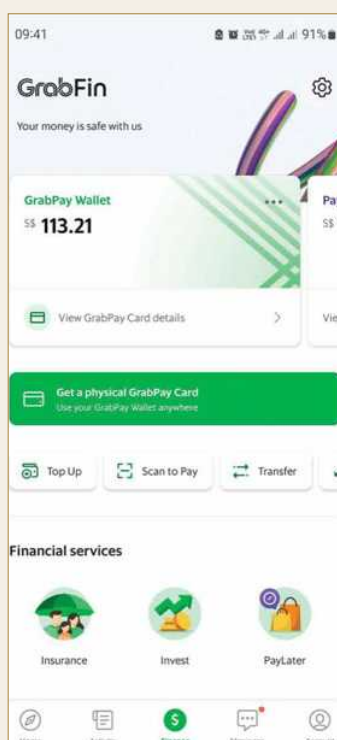 09:41
91%
GrabFin
Your money is safe with us
GrabPay Wallet
S$ 113.21
View GrabPay Card details
S$
Get a physical GrabPay Card
Use your GrabPay Wallet anywhere
Top Up
Scan to Pay
Transfer
Financial services
Insurance
Invest
PayLater